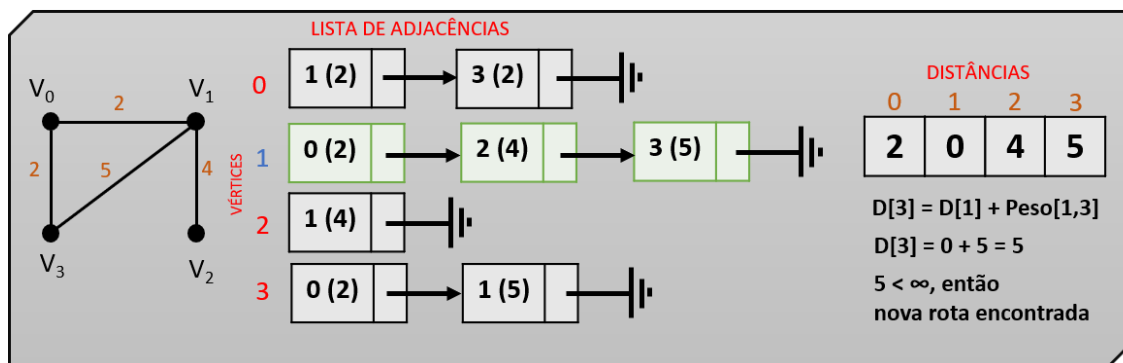 LISTA DE ADJACÊNCIAS
V0
2
V1
2
5
4
V3
V2
VÉRTICES
0
1 (2)
3 (2)
1
0 (2)
2 (4)
3 (5)
2
1 (4)
3
0 (2)
1 (5)
DISTÂNCIAS
0 1 2 3
2 0 4 5
D[3] = D[1] + Peso[1,3]
D[3] = 0 + 5 = 5
5 < ∞, então
nova rota encontrada